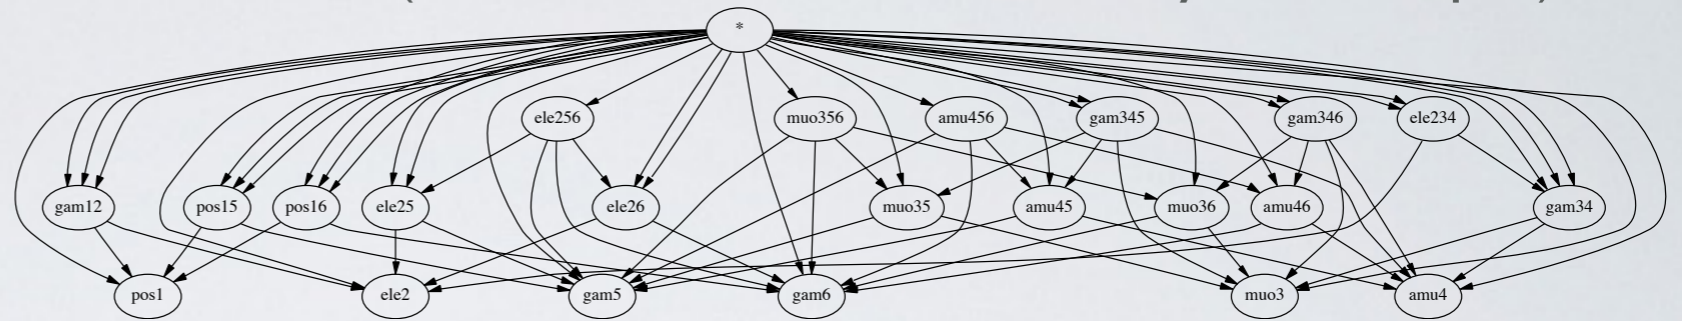 *
ele256 muo356 amu456 gam345 gam346 ele234
gam12 pos15 pos16 ele25 ele26 muo35 amu45 muo36 amu46 gam34
pos1 ele2 gam5 gam6 muo3 amu4